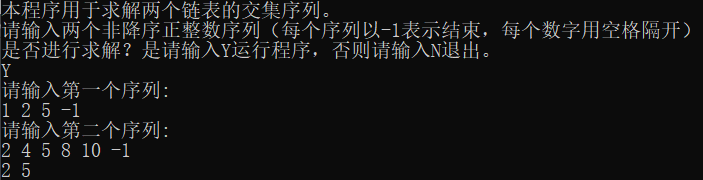 本程序用于求解两个链表的交集序列。
请输入两个非降序正整数序列（每个序列以-1表示结束，每个数字用空格隔开）
是否进行求解？是请输入Y运行程序，否则请输入N退出。
Y
请输入第一个序列:
1 2 5 -1
请输入第二个序列:
2 4 5 8 10 -1
2 5